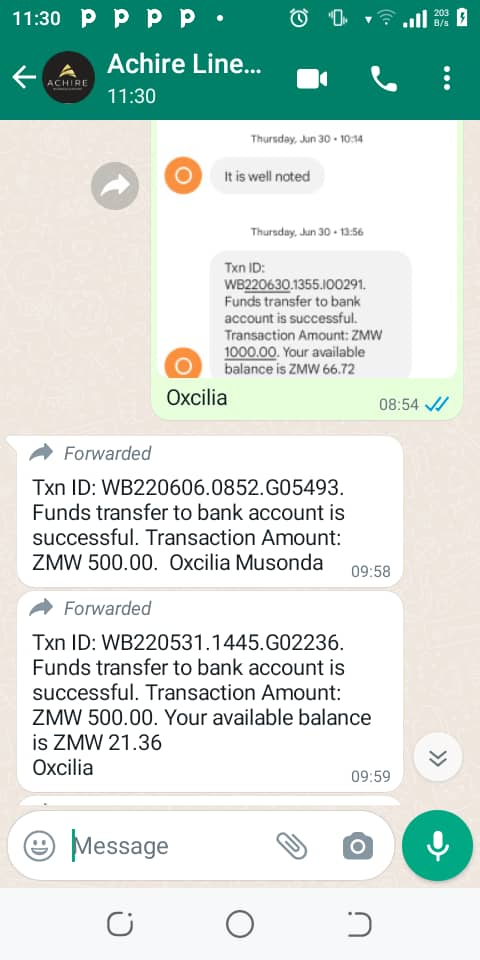 11:30
203
B/s
ACHIRE
Achire Line...
11:30
Thursday, Jun 30 • 10:14
O
It is well noted
Thursday, Jun 30 • 13:56
Txn ID:
WB220630.1355.I00291.
Funds transfer to bank
account is successful.
Transaction Amount: ZMW
1000.00. Your available
balance is ZMW 66.72
O
Oxcilia
08:54
Forwarded
Txn ID: WB220606.0852.G05493.
Funds transfer to bank account is
successful. Transaction Amount:
ZMW 500.00.  Oxcilia Musonda
09:58
Forwarded
Txn ID: WB220531.1445.G02236.
Funds transfer to bank account is
successful. Transaction Amount:
ZMW 500.00. Your available balance
is ZMW 21.36
Oxcilia
09:59
Message